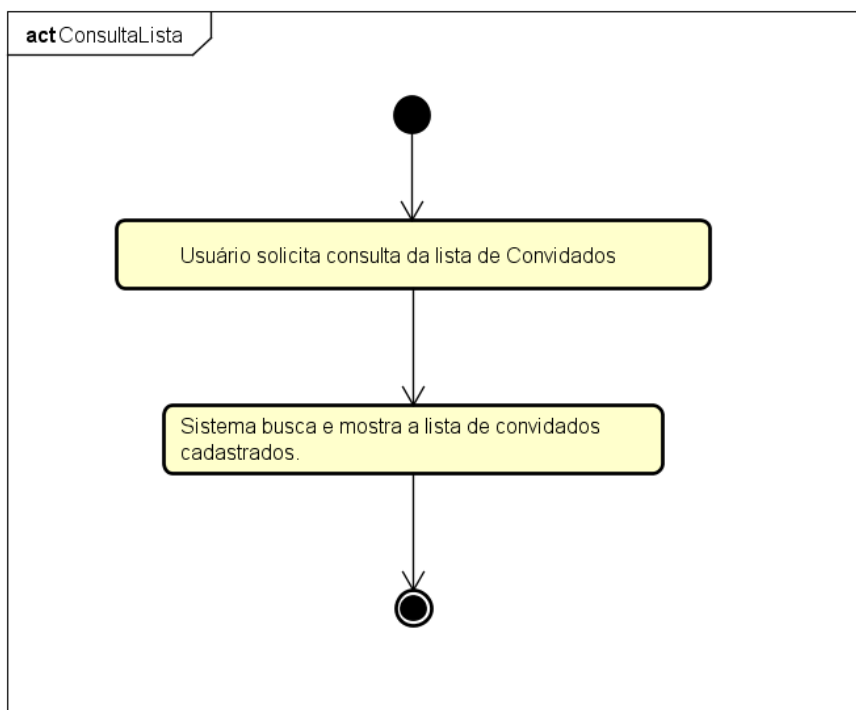 act ConsultaLista
Usuário solicita consulta da lista de Convidados
Sistema busca e mostra a lista de convidados
cadastrados.